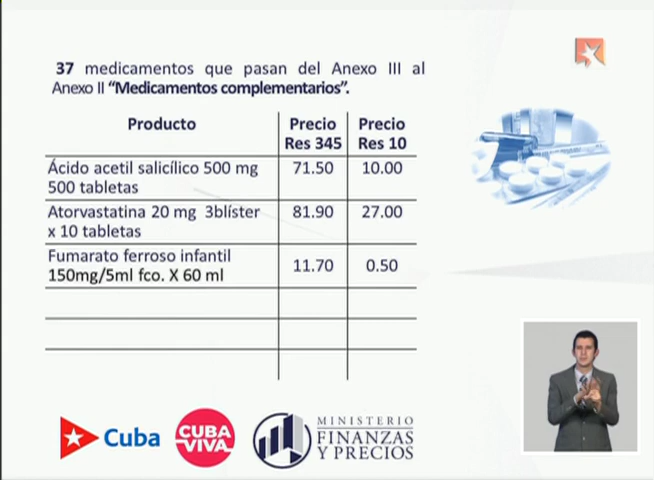 37 medicamentos que pasan del Anexo III al
Anexo II “Medicamentos complementarios”.
Producto
Precio
Res 345
Precio
Res 10
Ácido acetil salicílico 500 mg
500 tabletas
71.50
10.00
Atorvastatina 20 mg 3blíster
x 10 tabletas
81.90
27.00
Fumarato ferroso infantil
150mg/5ml fco. X 60 ml
11.70
0.50
Cuba
CUBA
VIVA
MINISTERIO
FINANZAS
Y PRECIOS